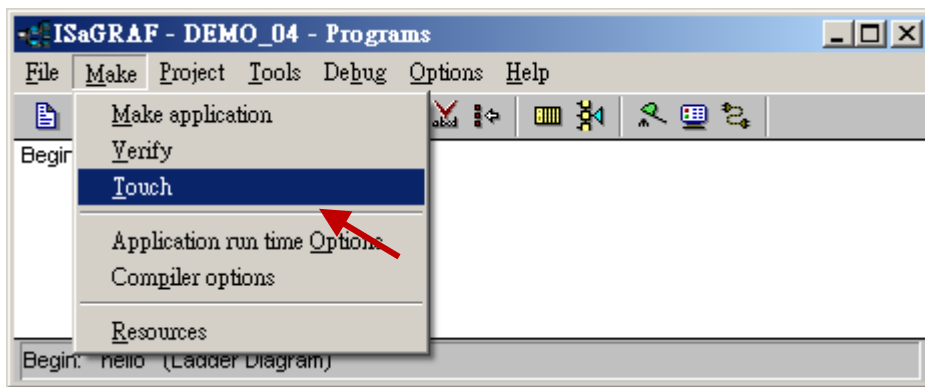 ISaGRAF - DEMO_04 - Programs
File Make Project Tools Debug Options Help
Make application
Begin
Verify
Touch
Application run time Options
Compiler options
Resources
Begin: hello (Ladder Diagram)